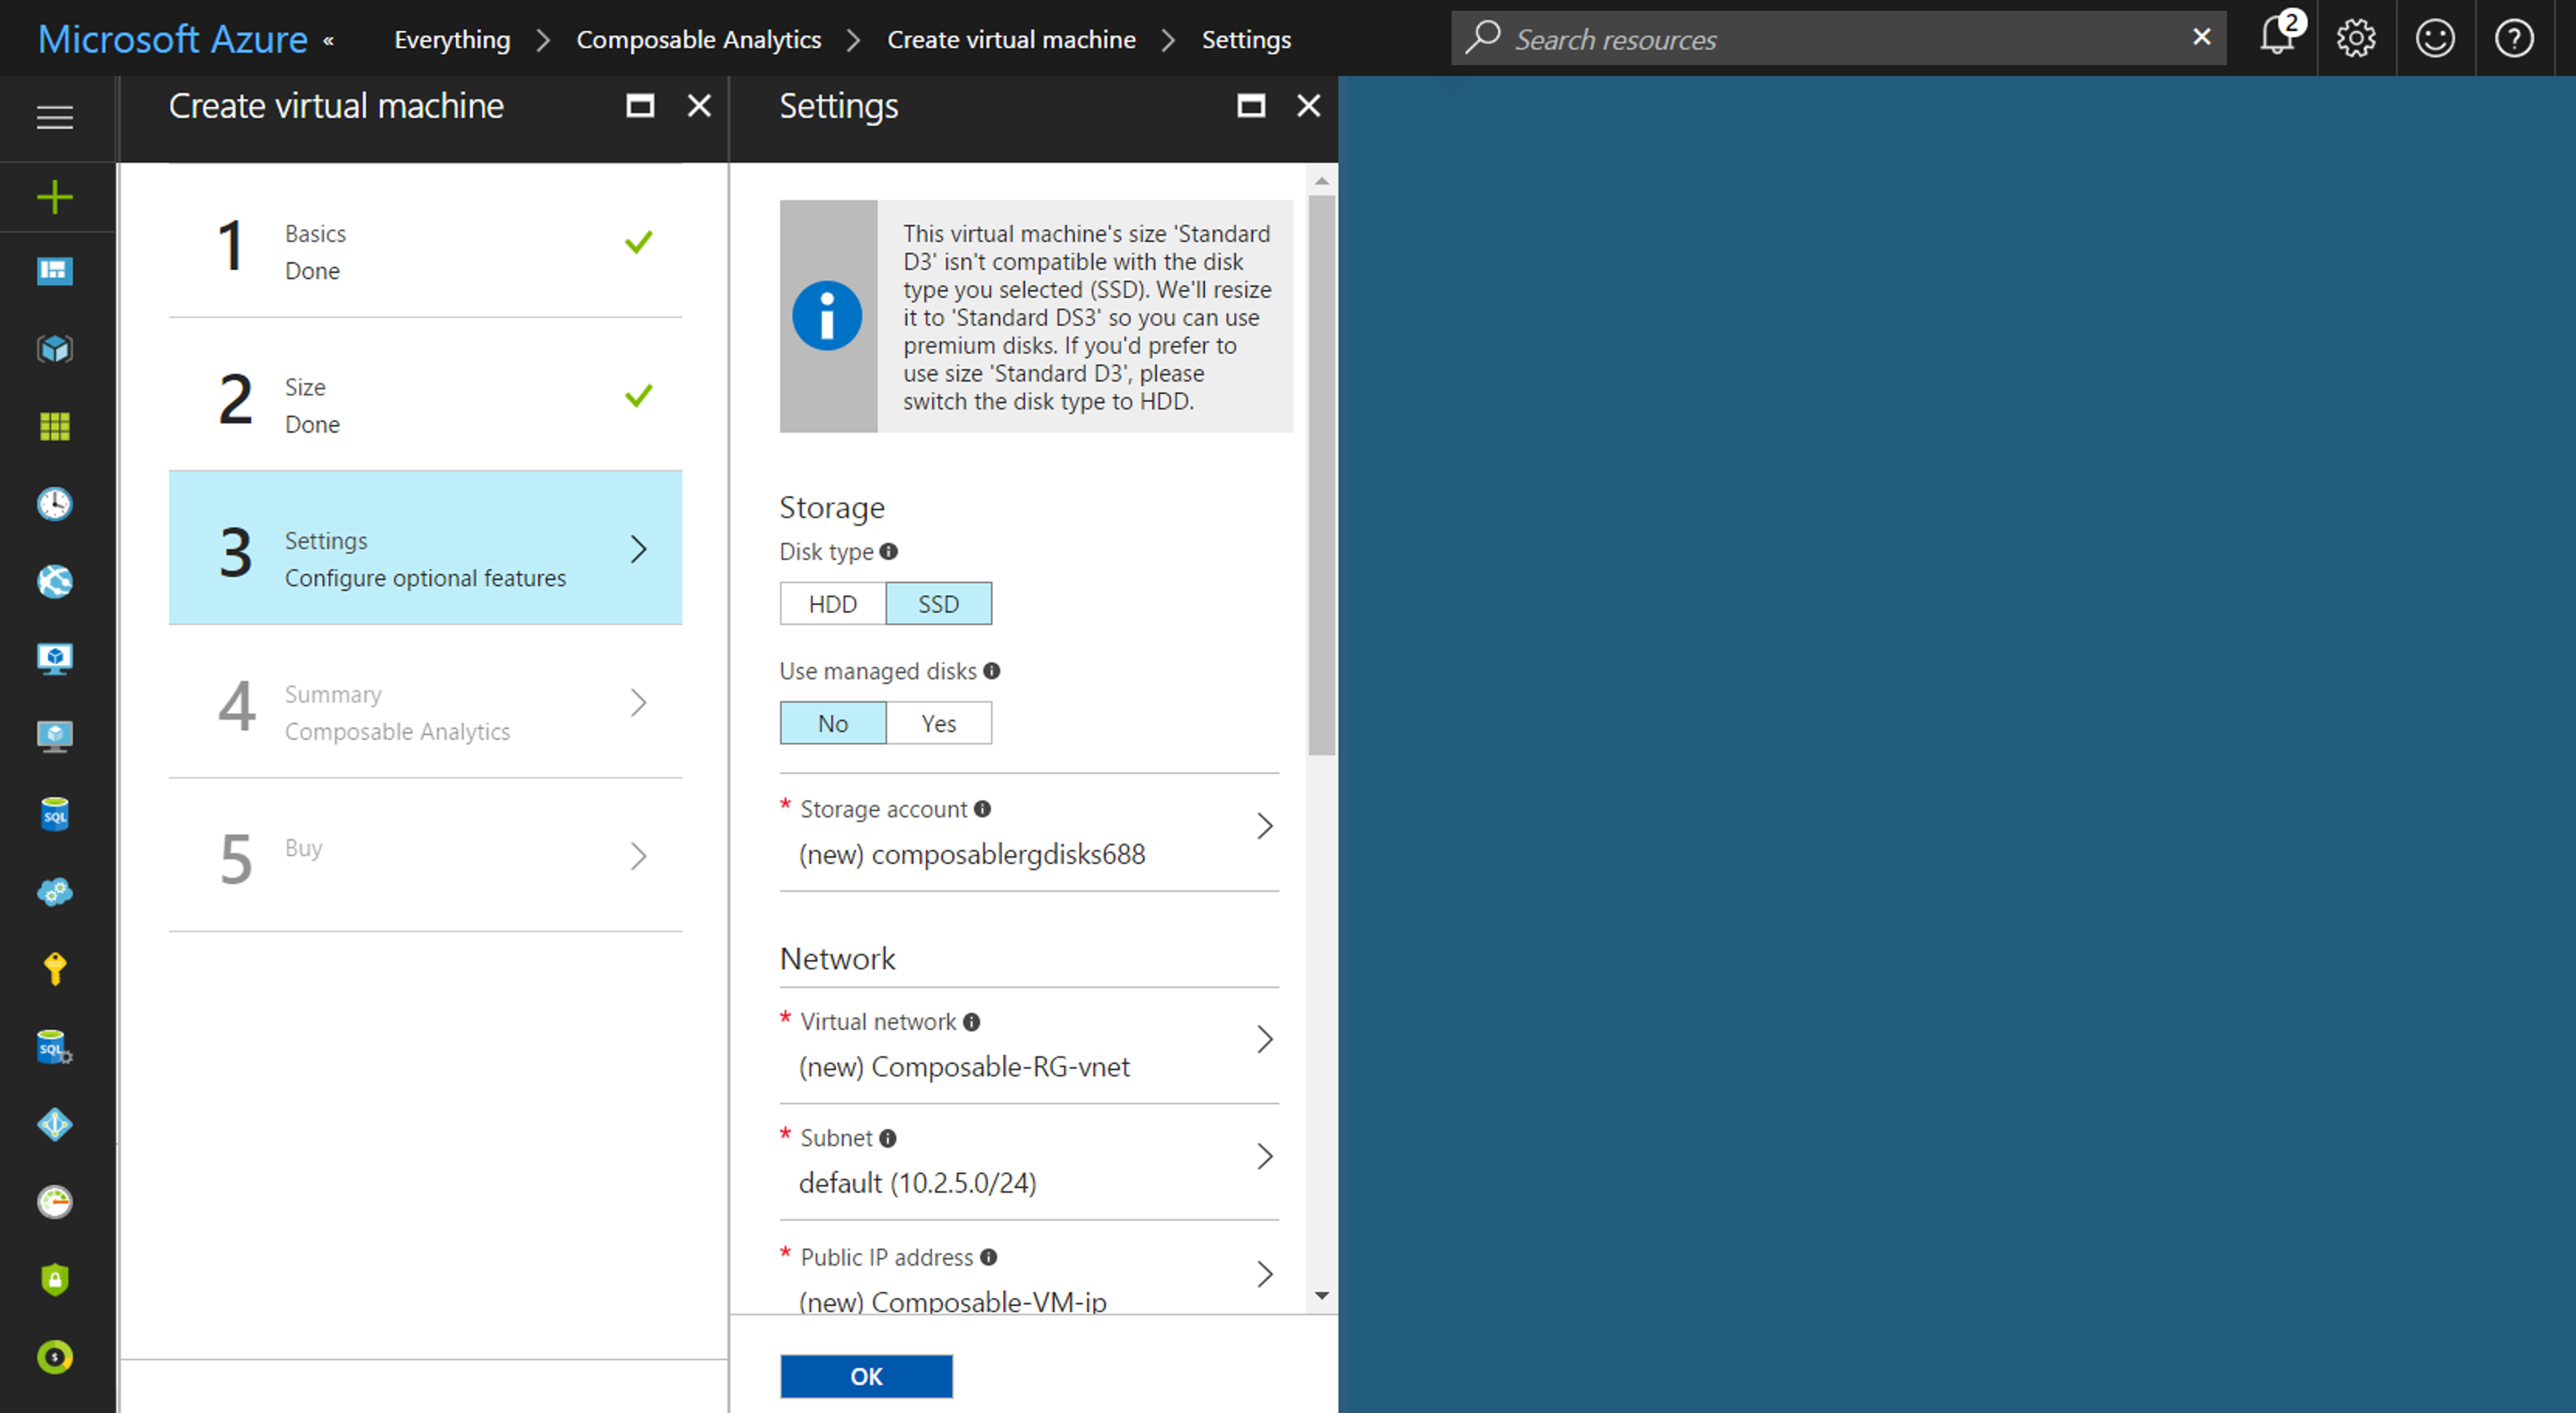 Microsoft Azure «
Everything
Composable Analytics
Create virtual machine
Settings
Search resources
2
Create virtual machine
1
Basics
Done
2
Size
Done
3
Settings
Configure optional features
4
Summary
Composable Analytics
5
Buy
Settings
This virtual machine's size 'Standard
D3' isn't compatible with the disk
type you selected (SSD). We'll resize
it to 'Standard DS3' so you can use
premium disks. If you'd prefer to
use size 'Standard D3', please
switch the disk type to HDD.
Storage
Disk type
HDD SSD
Use managed disks
No Yes
* Storage account
(new) composablergdisks688
Network
* Virtual network
(new) Composable-RG-vnet
* Subnet
default (10.2.5.0/24)
* Public IP address
(new) Composable-VM-ip
OK
SQL
SQL